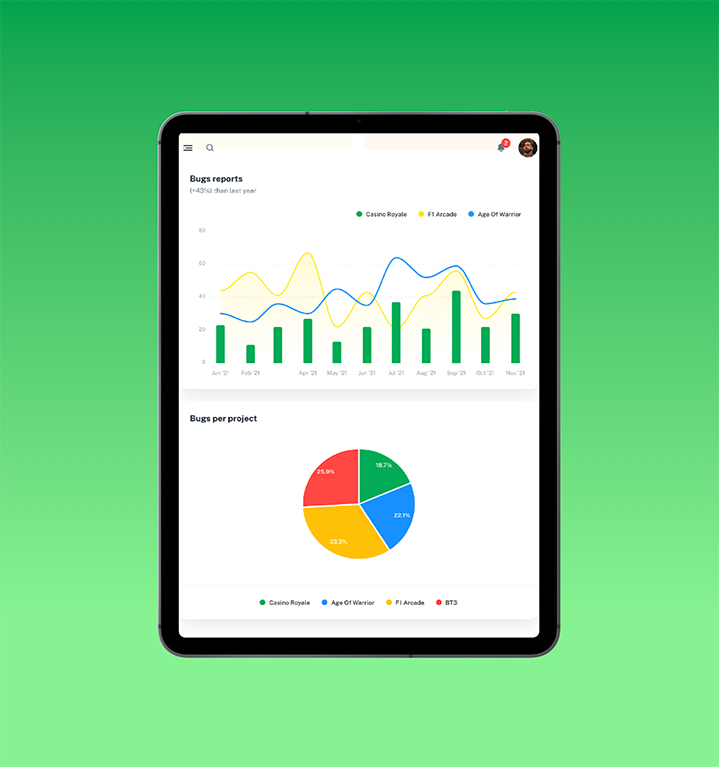 2
Bugs reports
(+43%) than last year
Casino Royale F1 Arcade Age Of Warrior
80
60
40
20
0
Jan '21 Feb '21 Apr '21 May '21 Jun '21 Jul '21 Aug '21 Sep '21 Oct '21 Nov '21
Bugs per project
25.9% 18.7%
22.1%
33.3%
Casino Royale Age Of Warrior F1 Arcade BT3